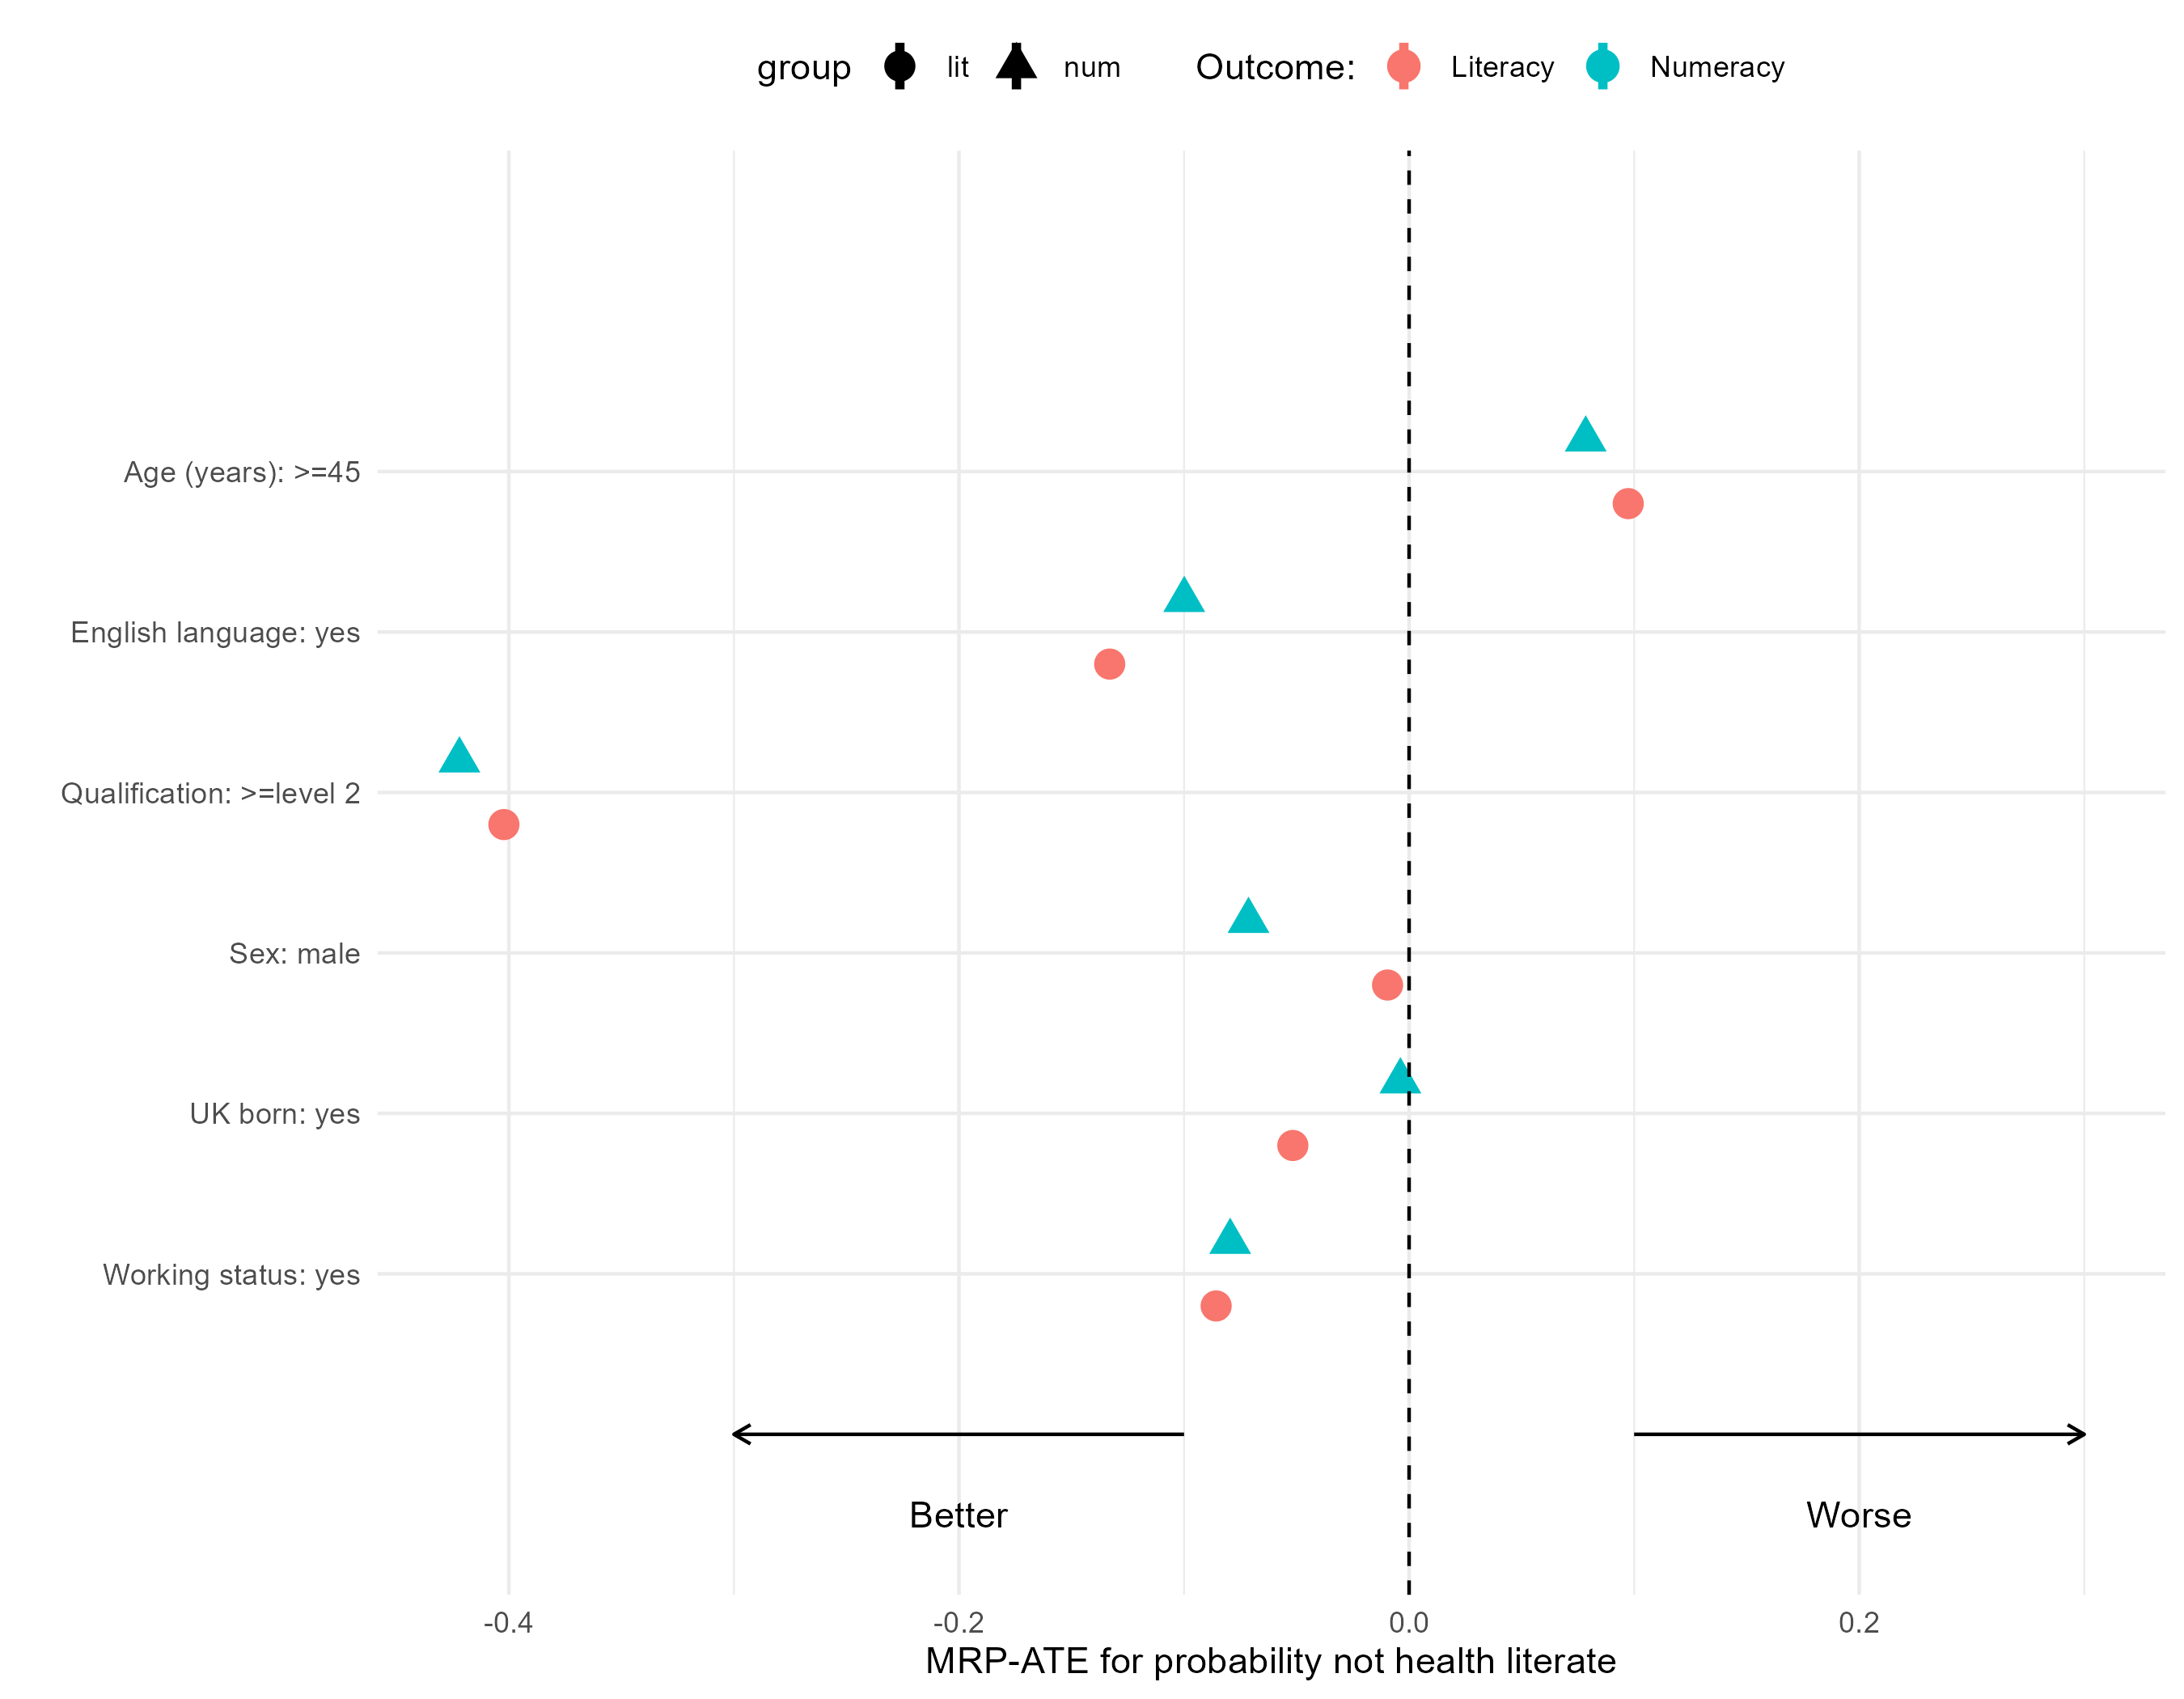 group lit num Outcome: Literacy Numeracy
Age (years): >=45
English language: yes
Qualification: >=level 2
Sex: male
UK born: yes
Working status: yes
Better Worse
-0.4 -0.2 0.0 0.2
MRP-ATE for probability not health literate